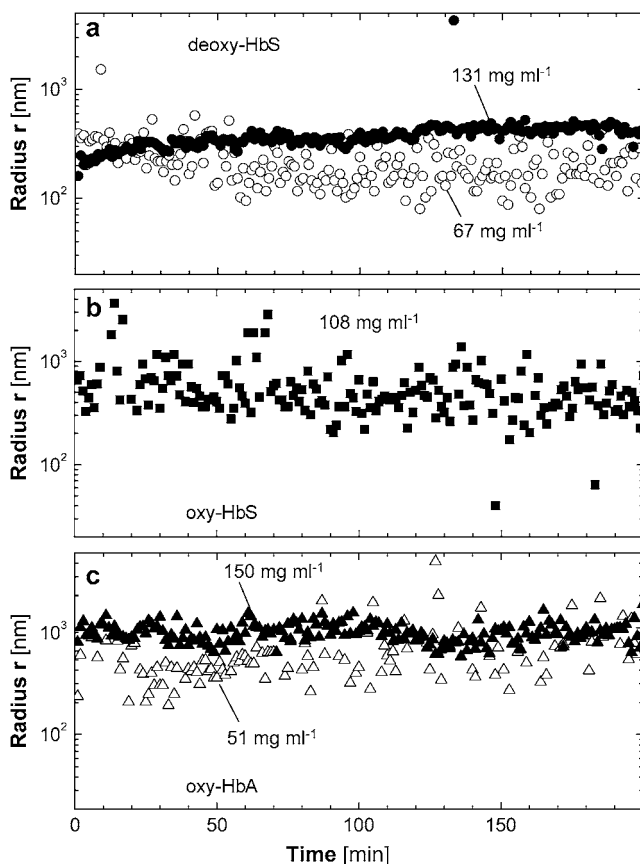 a
deoxy-HbS
131 mg ml⁻¹
67 mg ml⁻¹
10³
10²
Radius r [nm]
b
108 mg ml⁻¹
oxy-HbS
10³
10²
Radius r [nm]
c
150 mg ml⁻¹
51 mg ml⁻¹
oxy-HbA
10³
10²
Radius r [nm]
0 50 100 150
Time [min]